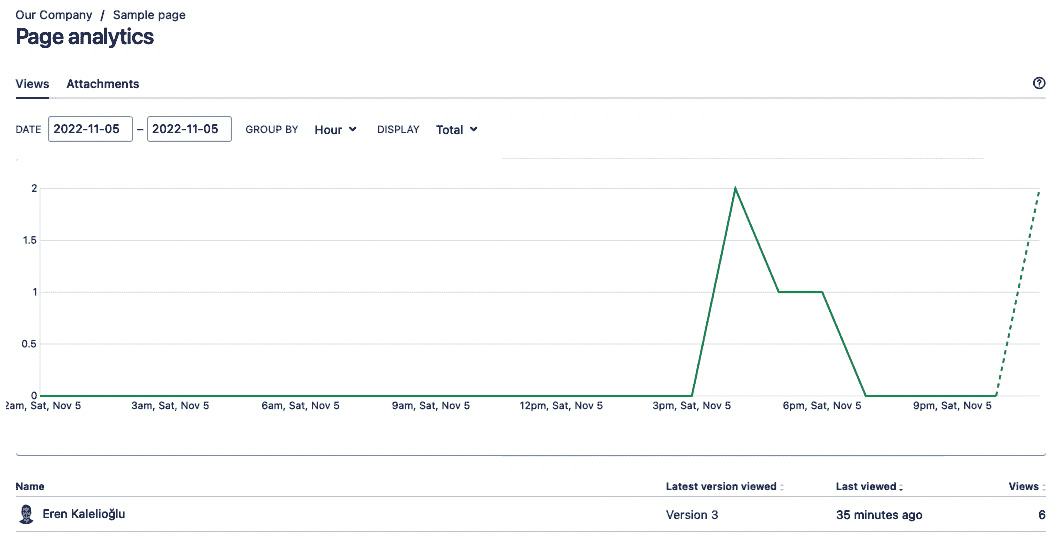 Our Company / Sample page
Page analytics
Views Attachments
DATE 2022-11-05 – 2022-11-05 GROUP BY Hour DISPLAY Total
2
1.5
1
0.5
0
2am, Sat, Nov 5 3am, Sat, Nov 5 6am, Sat, Nov 5 9am, Sat, Nov 5 12pm, Sat, Nov 5 3pm, Sat, Nov 5 6pm, Sat, Nov 5 9pm, Sat, Nov 5
Name Latest version viewed Last viewed Views
Eren Kalelioğlu Version 3 35 minutes ago 6